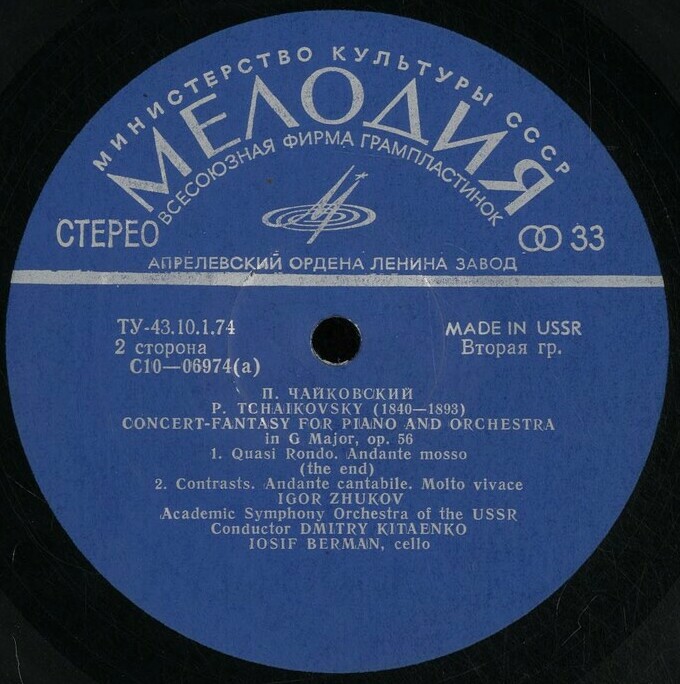 МИНИСТЕРСТВО КУЛЬТУРЫ СССР
МЕЛОДИЯ
ВСЕСОЮЗНАЯ ФИРМА ГРАМПЛАСТИНОК
СТЕРЕО
33
АПРЕЛЕВСКИЙ ОРДЕНА ЛЕНИНА ЗАВОД
ТУ-43.10.1.74
MADE IN USSR
2 сторона
Вторая гр.
С10—06974(а)
П. ЧАЙКОВСКИЙ
P. TCHAIKOVSKY (1840—1893)
CONCERT-FANTASY FOR PIANO AND ORCHESTRA
in G Major, op. 56
1. Quasi Rondo. Andante mosso
(the end)
2. Contrasts. Andante cantabile. Molto vivace
IGOR ZHUKOV
Academic Symphony Orchestra of the USSR
Conductor DMITRY KITAENKO
IOSIF BERMAN, cello